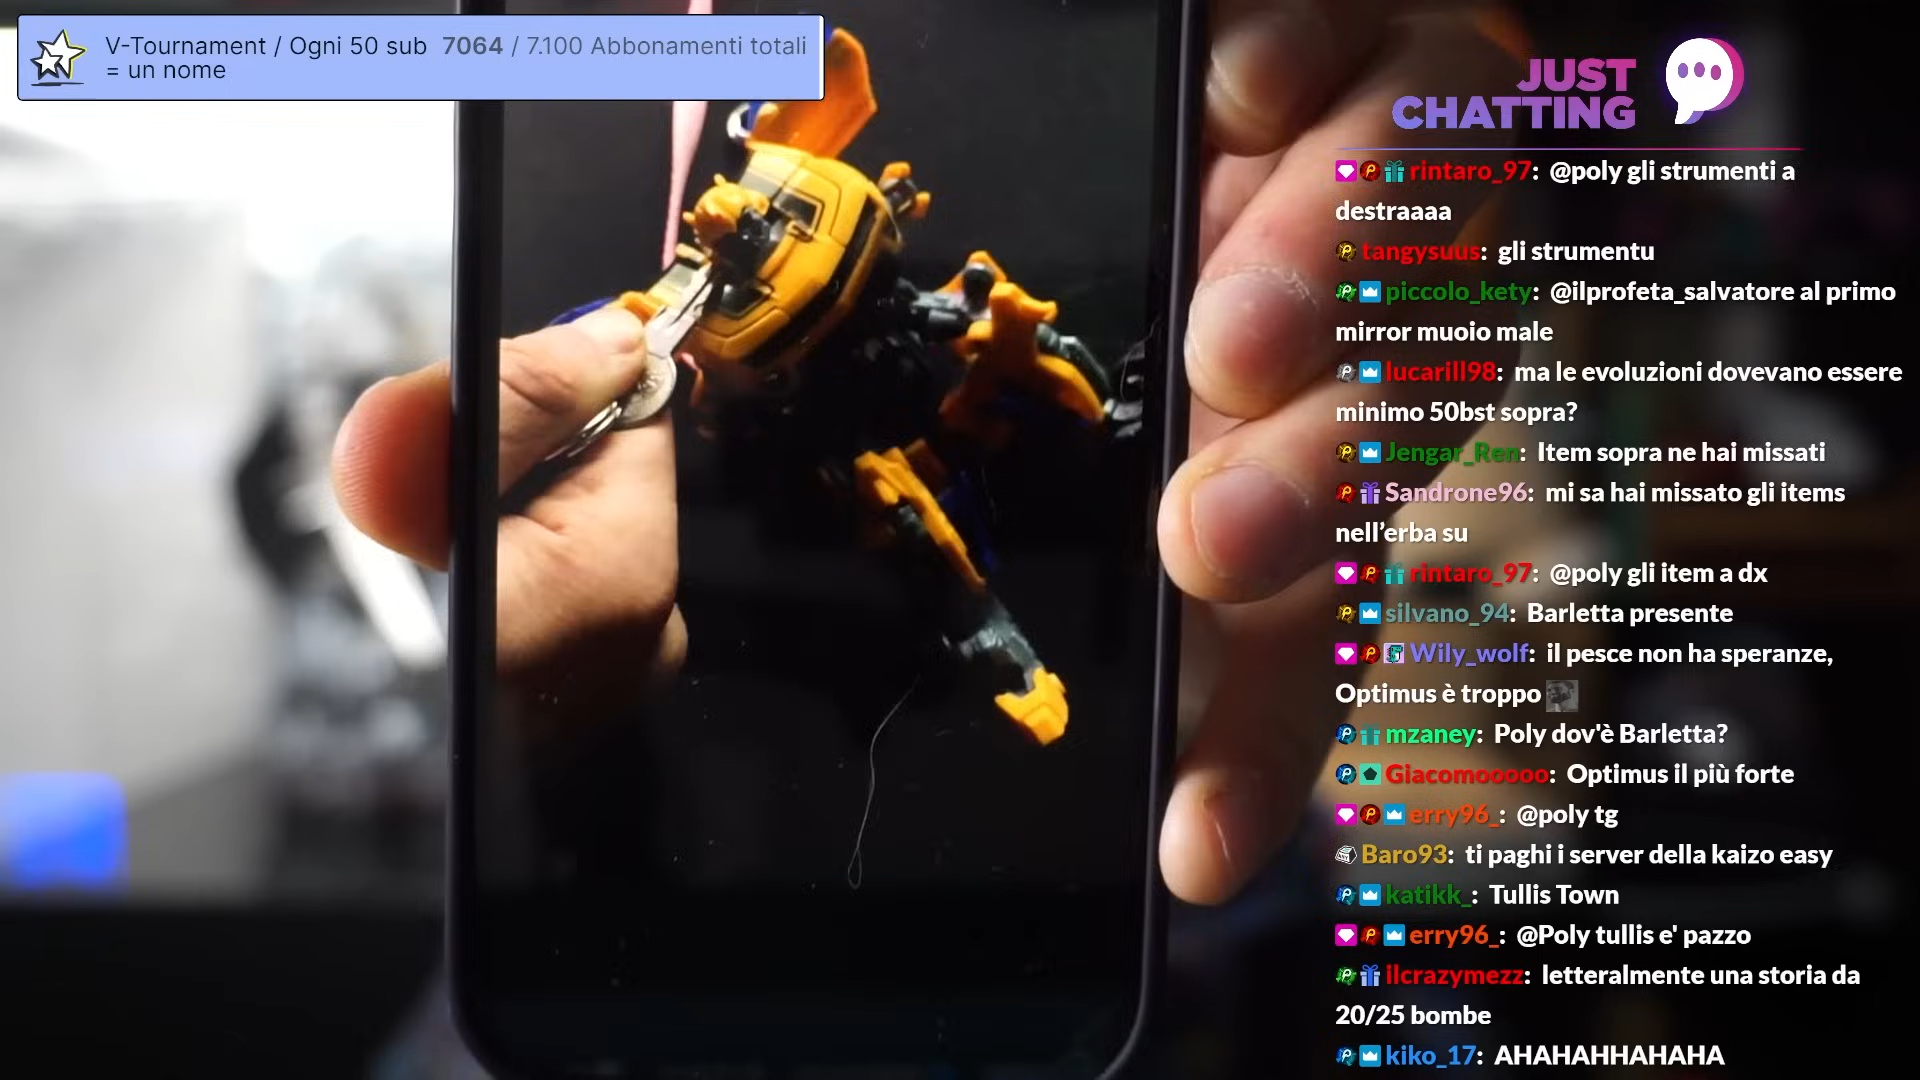 V-Tournament / Ogni 50 sub 7064 / 7.100 Abbonamenti totali
= un nome
JUST
CHATTING
rintaro_97: @poly gli strumenti a
destraaaa
tangysuus: gli strumentu
piccolo_kety: @ilprofeta_salvatore al primo
mirror muoio male
lucarill98: ma le evoluzioni dovevano essere
minimo 50bst sopra?
Jengar_Ren: Item sopra ne hai missati
Sandrone96: mi sa hai missato gli items
nell'erba su
rintaro_97: @poly gli item a dx
silvano_94: Barletta presente
Wily_wolf: il pesce non ha speranze,
Optimus è troppo
mzaney: Poly dov'è Barletta?
Giacomooooo: Optimus il più forte
erry96_: @poly tg
Baro93: ti paghi i server della kaizo easy
katikk_: Tullis Town
erry96_: @Poly tullis e' pazzo
ilcrazymezz: letteralmente una storia da
20/25 bombe
kiko_17: AHAHAHHAHAHA